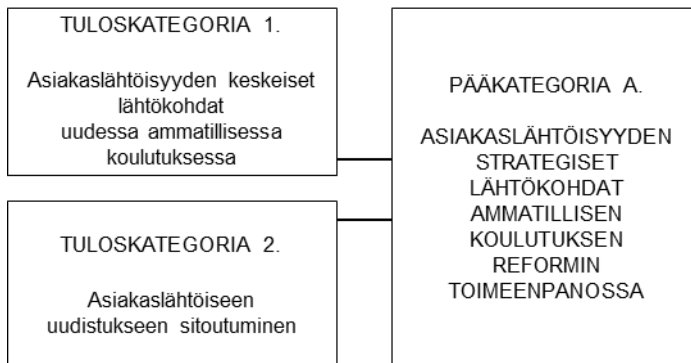 TULOSKATEGORIA 1.
Asiakaslähtöisyyden keskeiset
lähtökohdat
uudessa ammatillisessa
koulutuksessa
TULOSKATEGORIA 2.
Asiakaslähtöiseen
uudistukseen sitoutuminen
PÄÄKATEGORIA A.
ASIAKASLÄHTÖISYYDEN
STRATEGISET
LÄHTÖKOHDAT
AMMATILLISEN
KOULUTUKSEN
REFORMIN
TOIMEENPANOSSA